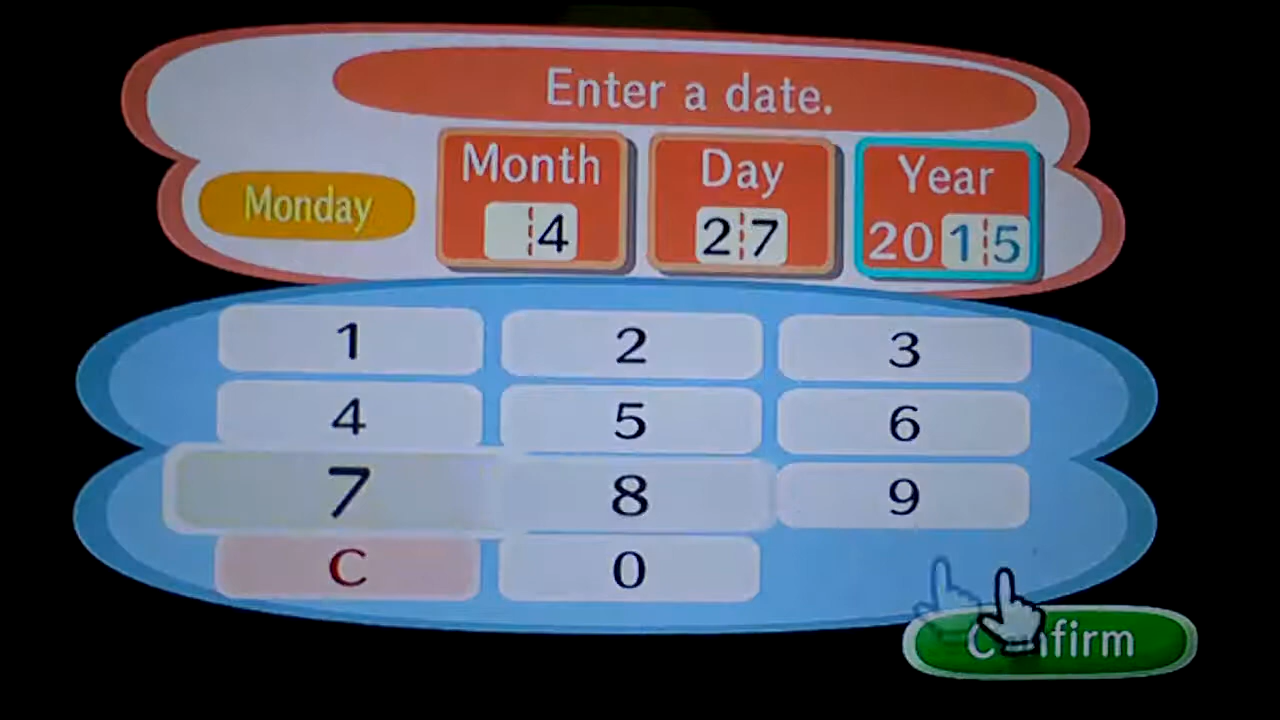 Enter a date.
Monday
Month
Day
Year
4
27
2015
1 2 3
4 5 6
7 8 9
C 0
Confirm